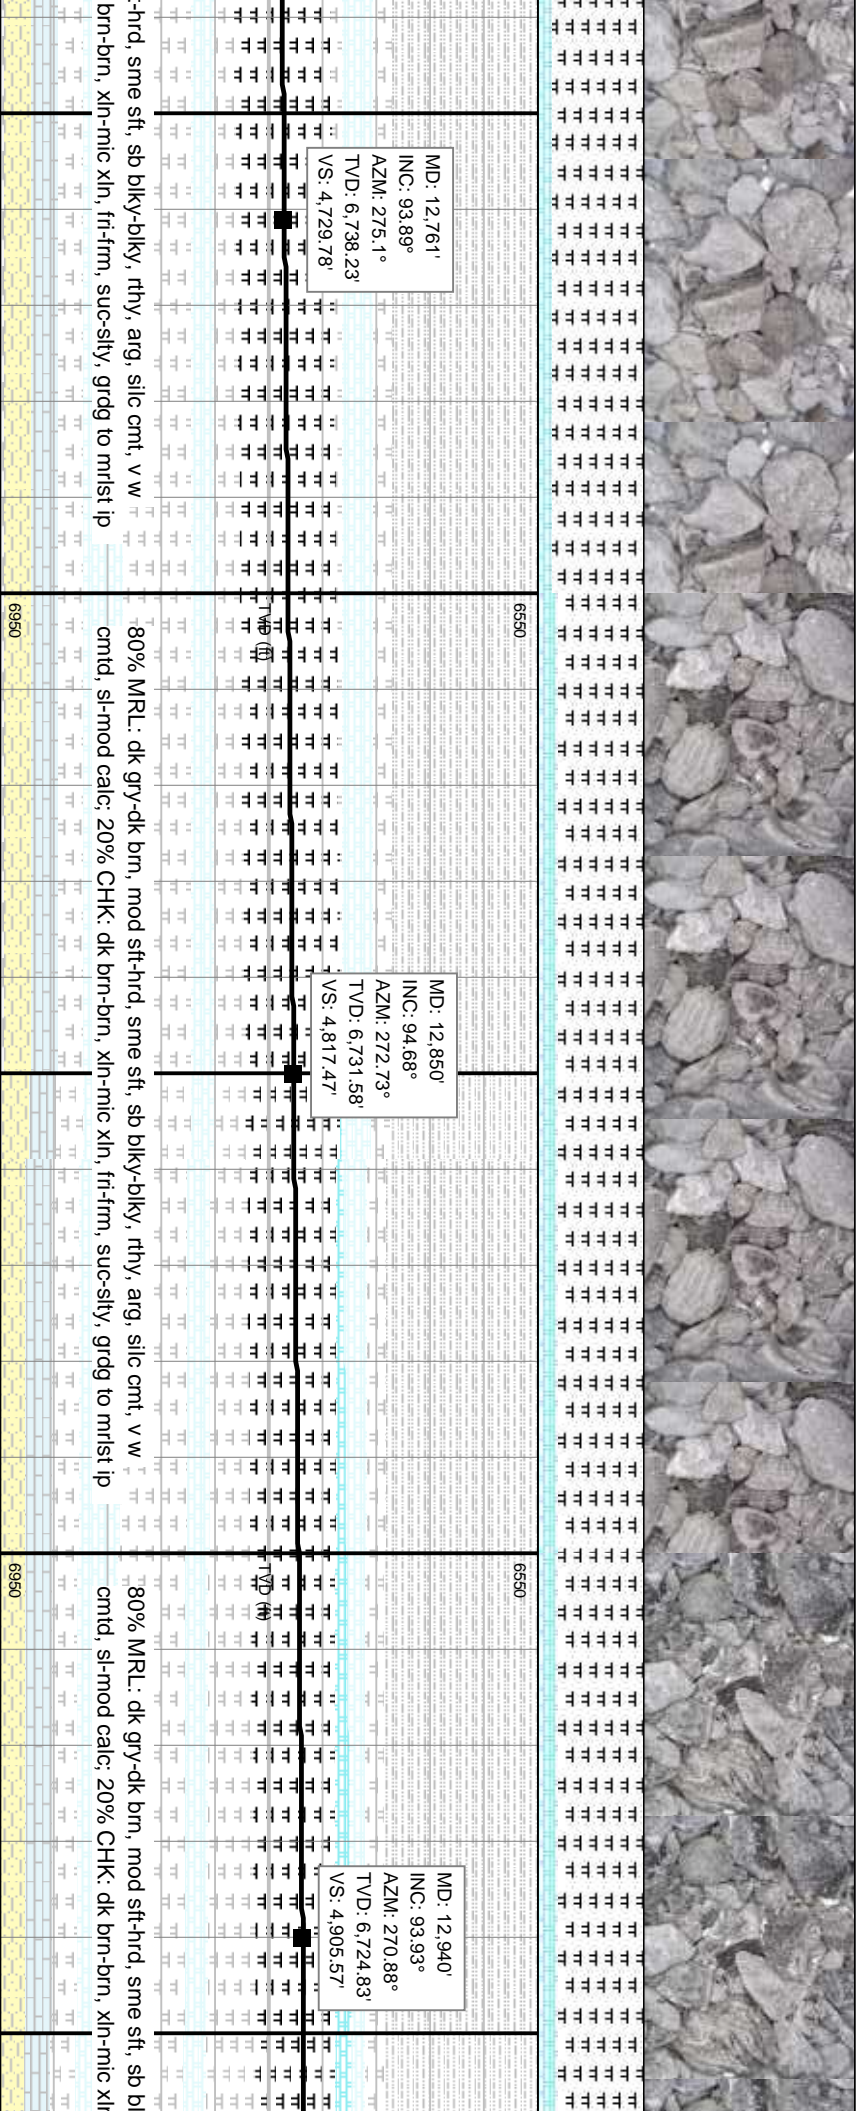 :-hrd, sme sft, sb blky-blky, rthy, arg, silc cmt, v w
brn-brn, xln-mic xln, fri-frm, suc-slty, grdg to mrlst ip
MD: 12,761'
INC: 93.89°
AZM: 275.1°
TVD: 6,738.23'
VS: 4,729.78'
6550
TVD (ft)
6950
80% MRL: dk gry-dk brn, mod sft-hrd, sme sft, sb blky-blky, rthy, arg, silc cmt, v w
cmtd, sl-mod calc; 20% CHK: dk brn-brn, xln-mic xln, fri-frm, suc-slty, grdg to mrlst ip
MD: 12,850'
INC: 94.68°
AZM: 272.73°
TVD: 6,731.58'
VS: 4,817.47'
6550
TVD (ft)
6950
80% MRL: dk gry-dk brn, mod sft-hrd, sme sft, sb bl
cmtd, sl-mod calc; 20% CHK: dk brn-brn, xln-mic xln
MD: 12,940'
INC: 93.93°
AZM: 270.88°
TVD: 6,724.83'
VS: 4,905.57'